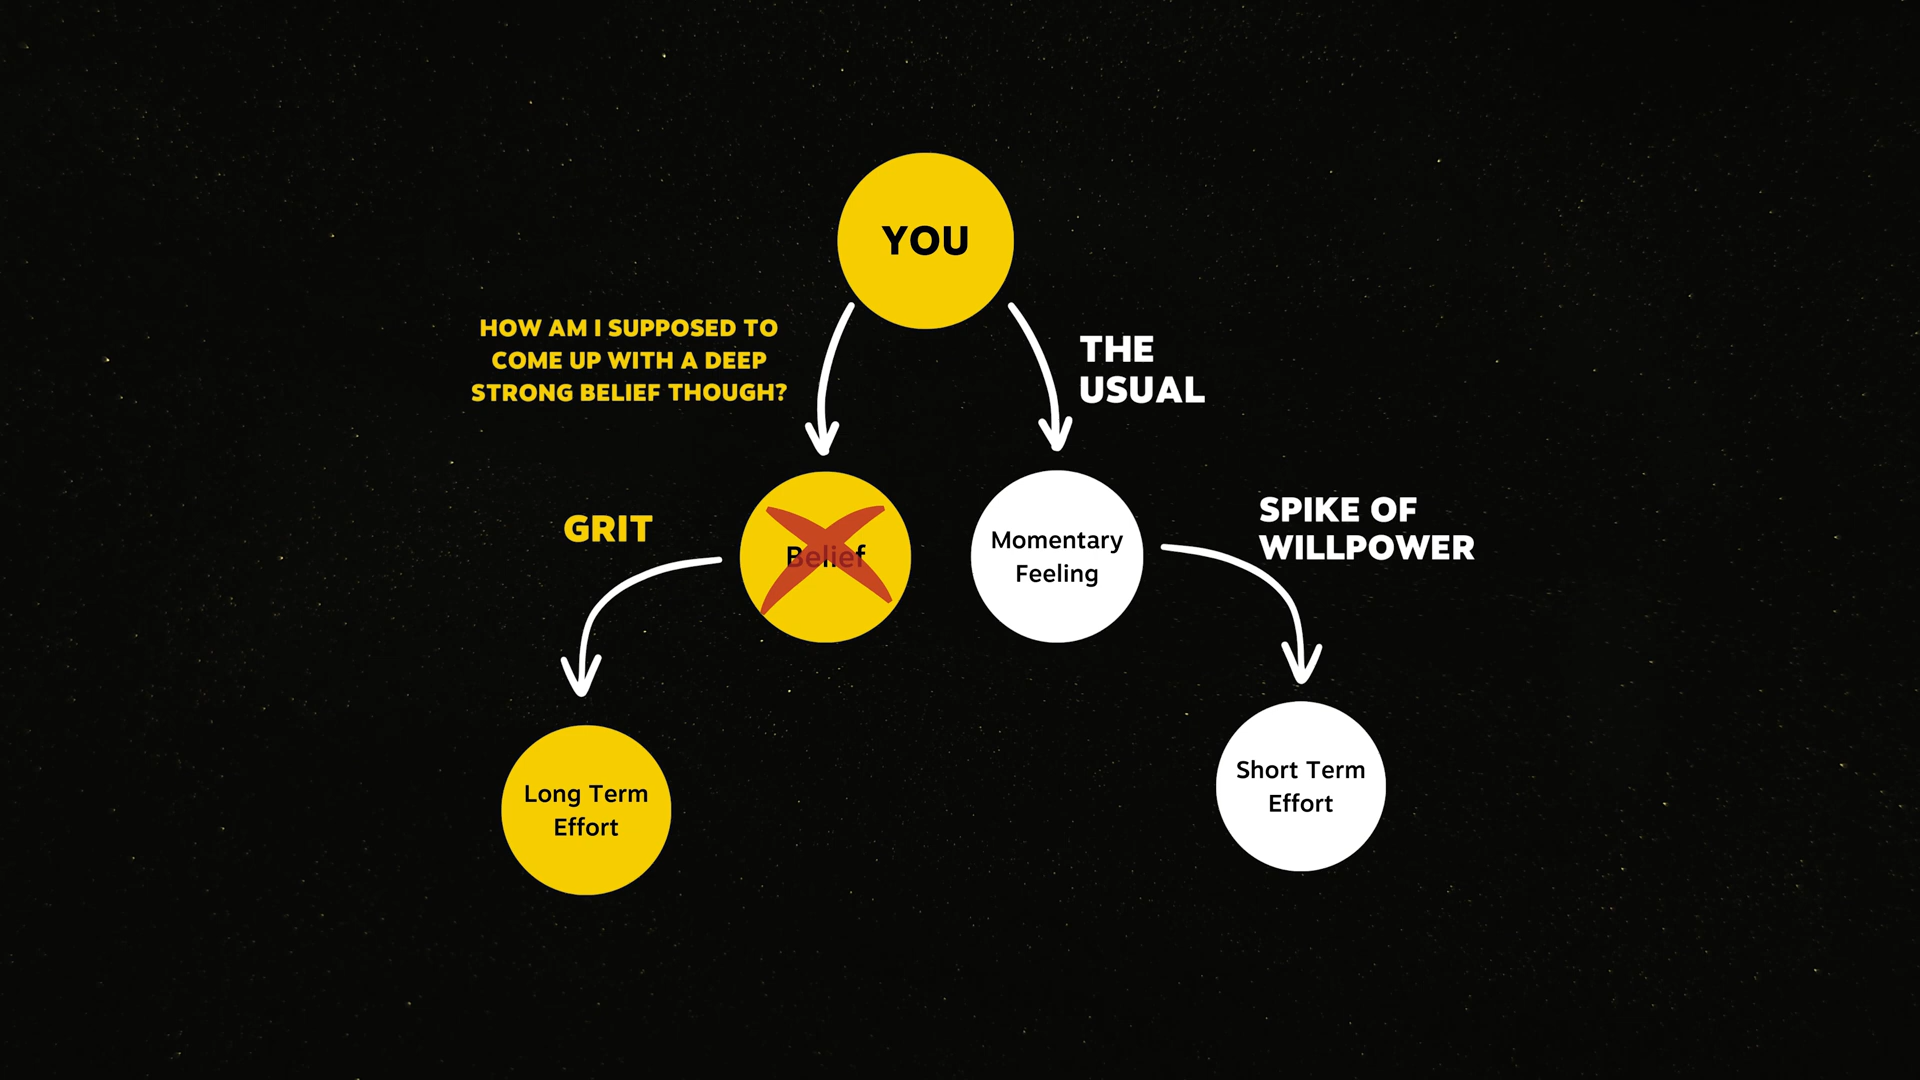 YOU
HOW AM I SUPPOSED TO
COME UP WITH A DEEP
STRONG BELIEF THOUGH?
THE
USUAL
GRIT
Belief
Momentary
Feeling
SPIKE OF
WILLPOWER
Long Term
Effort
Short Term
Effort